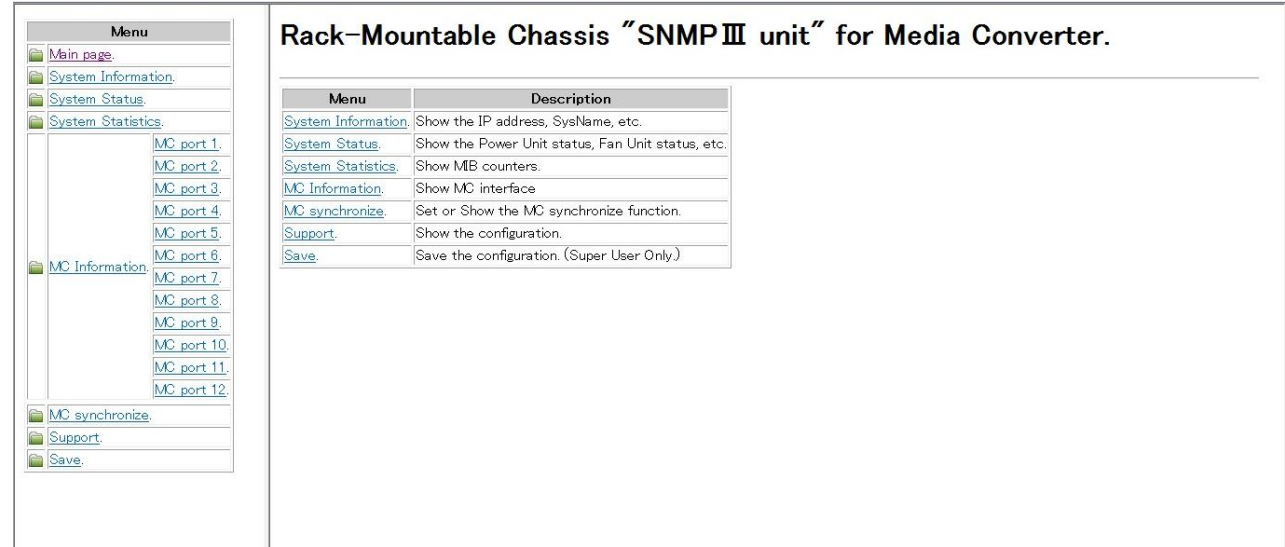 Menu
Main page.
System Information.
System Status.
System Statistics.
MC Information.
MC port 1.
MC port 2.
MC port 3.
MC port 4.
MC port 5.
MC port 6.
MC port 7.
MC port 8.
MC port 9.
MC port 10.
MC port 11.
MC port 12.
MC synchronize.
Support.
Save.
Rack-Mountable Chassis "SNMPⅢ unit" for Media Converter.
Menu Description
System Information. Show the IP address, SysName, etc.
System Status. Show the Power Unit status, Fan Unit status, etc.
System Statistics. Show MIB counters.
MC Information. Show MC interface
MC synchronize. Set or Show the MC synchronize function.
Support. Show the configuration.
Save. Save the configuration. (Super User Only.)